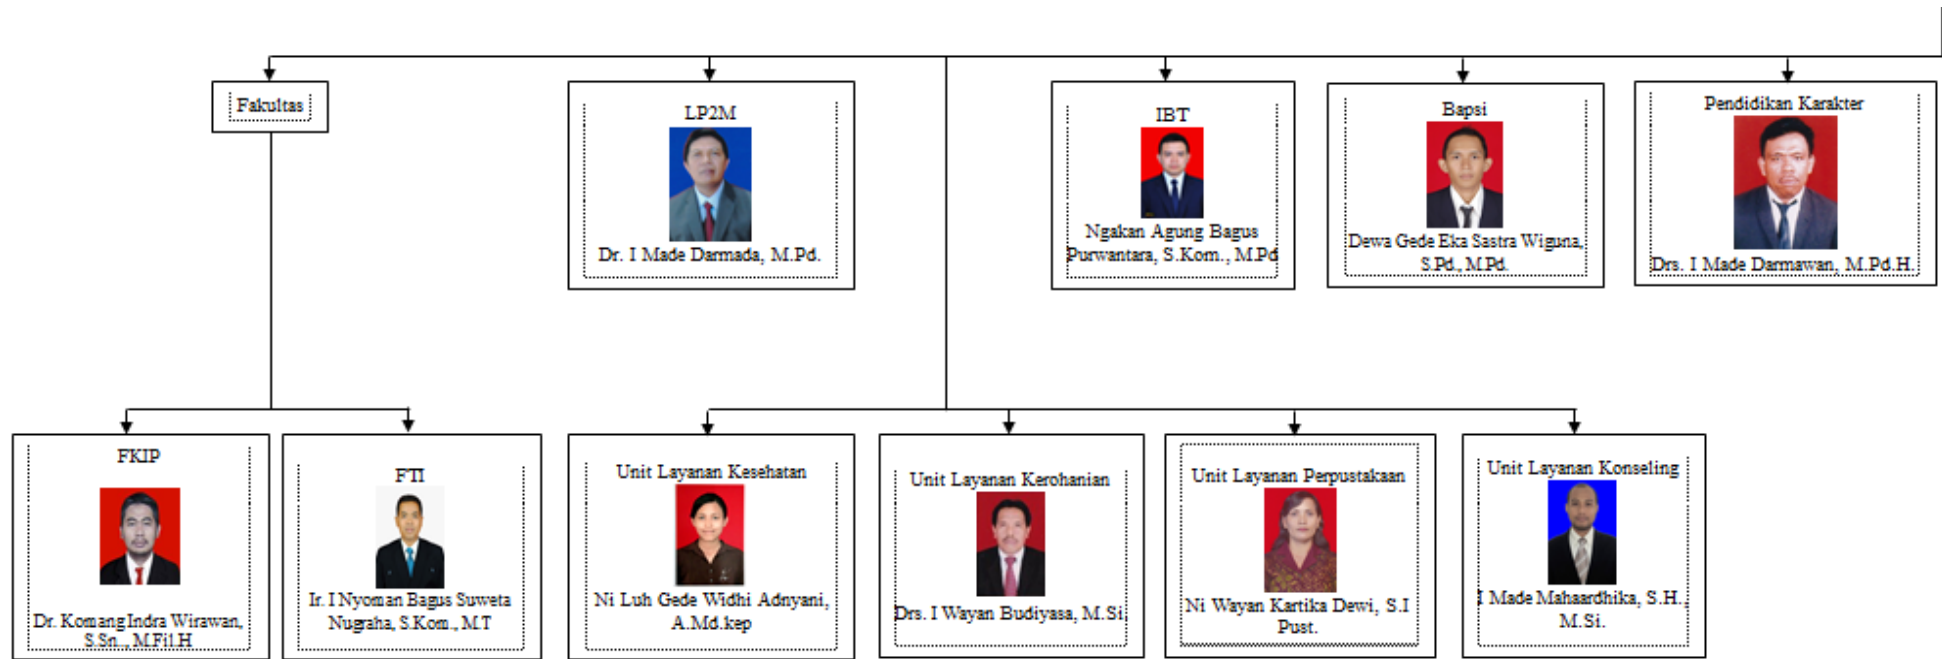 Fakultas
LP2M
Dr. I Made Darmada, M.Pd.
IBT
Ngakan Agung Bagus
Purwantara, S.Kom., M.Pd
Bapsi
Dewa Gede Eka Sastra Wiguna,
S.Pd., M.Pd.
Pendidikan Karakter
Drs. I Made Darmawan, M.Pd.H.
FKIP
Dr. Komang Indra Wirawan,
S.Sn., M.Fil.H
FTI
Ir. I Nyoman Bagus Suweta
Nugraha, S.Kom., M.T
Unit Layanan Kesehatan
Ni Luh Gede Widhi Adnyani,
A.Md.kep
Unit Layanan Kerohanian
Drs. I Wayan Budiyasa, M.Si
Unit Layanan Perpustakaan
Ni Wayan Kartika Dewi, S.I
Pust.
Unit Layanan Konseling
I Made Mahaardhika, S.H.,
M.Si.